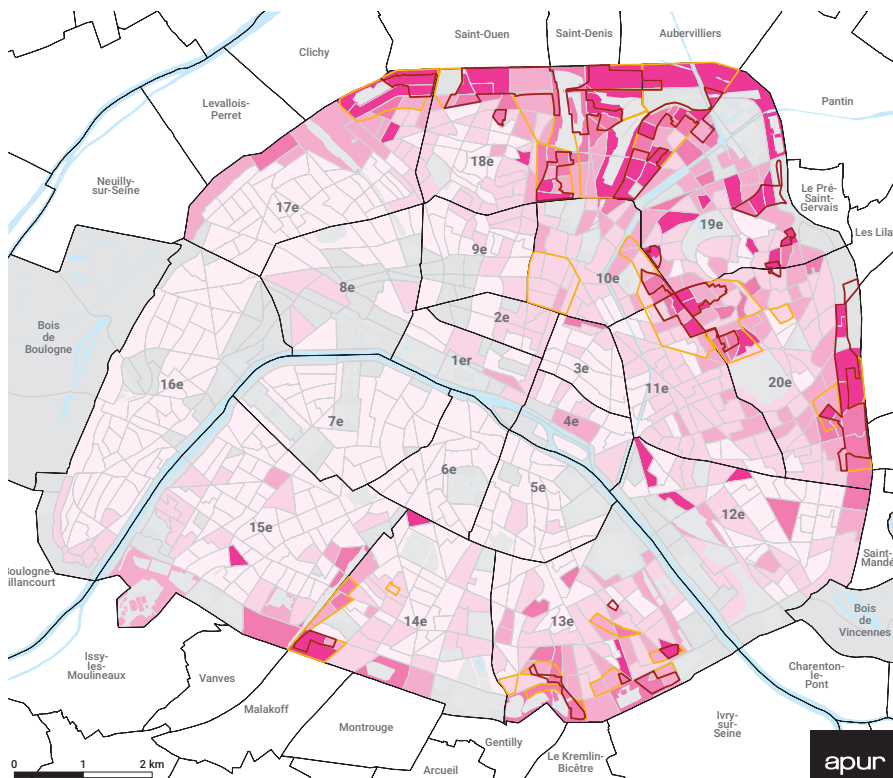 Saint-Ouen
Saint-Denis
Aubervilliers
Clichy
Levallois-
Perret
Pantin
Neuilly-
sur-Seine
18e
Le Pré-
Saint-
Gervais
17e
19e
Les Lila
9e
10e
8e
2e
Bois
de
Boulogne
1er
3e
16e
11e
20e
7e
4e
6e
5e
12e
15e
Saint-
Mandé
Boulogne-
illancourt
14e
13e
Bois
de
Vincennes
Issy-
les-
Moulineaux
Vanves
Charenton-
le-
Pont
Malakoff
Montrouge
Ivry-
sur-
Seine
Gentilly
Le Kremlin-
Bicêtre
Arcueil
0 1 2 km
apur